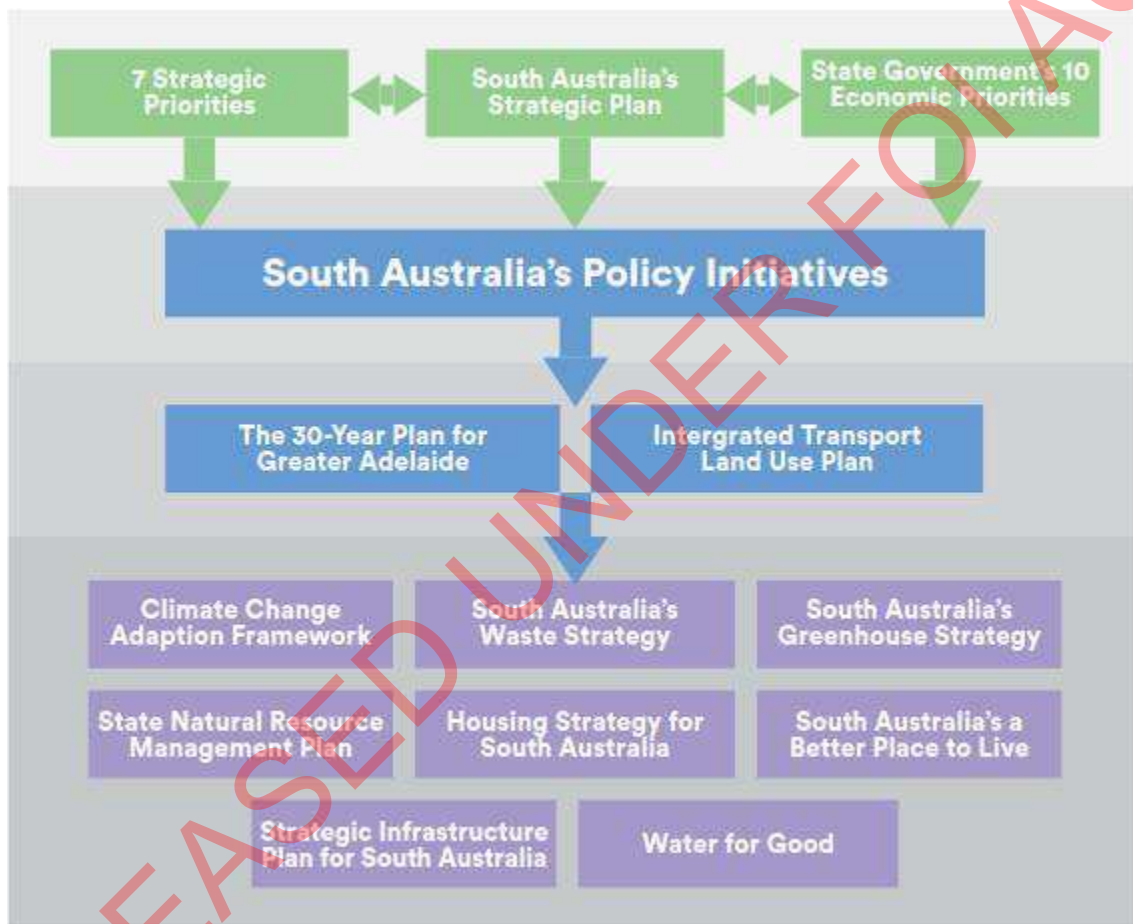 7 Strategic
Priorities
South Australia's
Strategic Plan
State Government's 10
Economic Priorities
South Australia's Policy Initiatives
The 30-Year Plan for
Greater Adelaide
Intergrated Transport
Land Use Plan
Climate Change
Adaption Framework
South Australia's
Waste Strategy
South Australia's
Greenhouse Strategy
State Natural Resource
Management Plan
Housing Strategy for
South Australia
South Australia's a
Better Place to Live
Strategic Infrastructure
Plan for South Australia
Water for Good
UNDER FOI